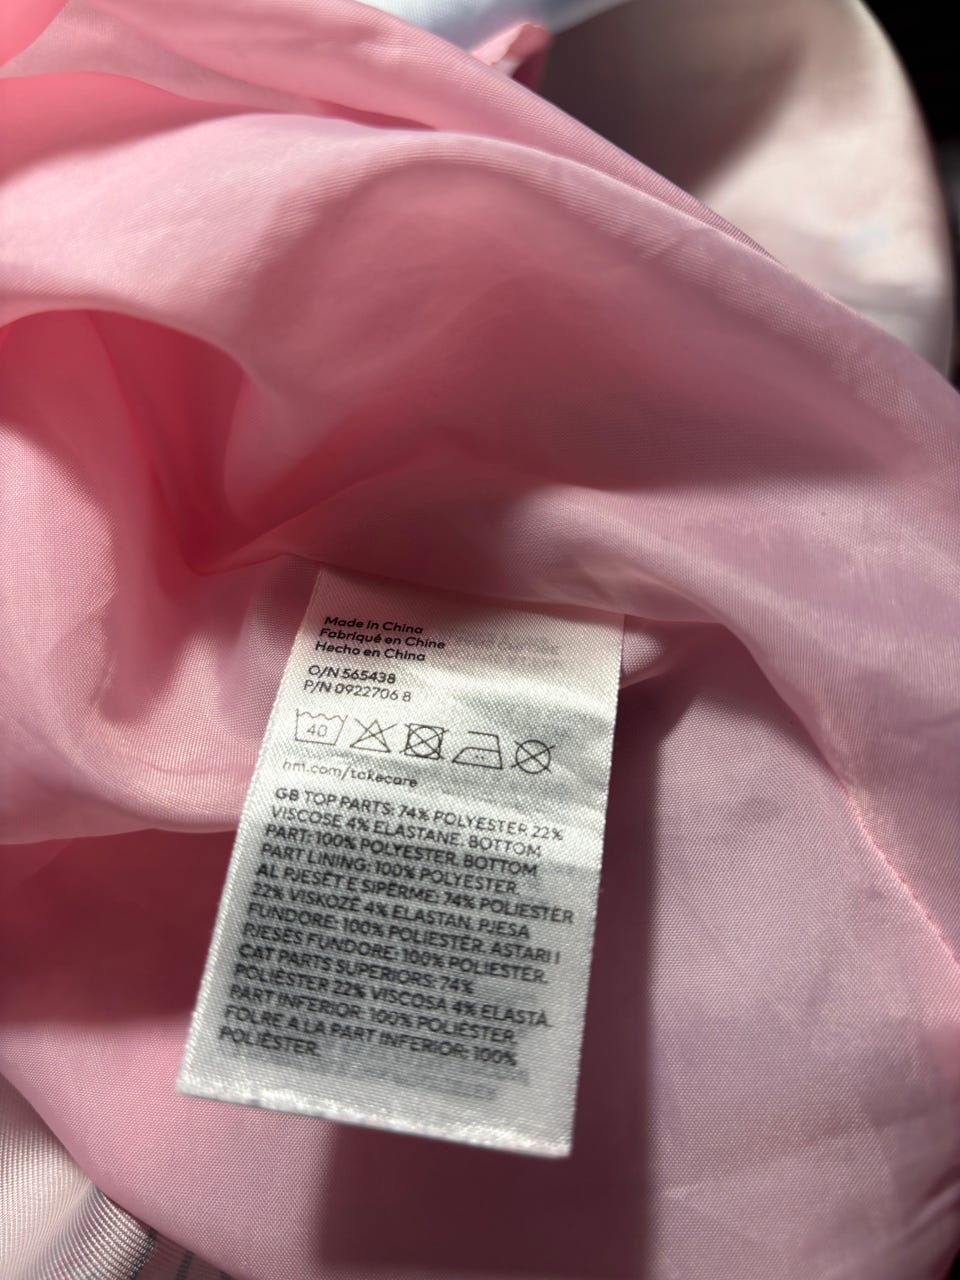 Made in China
Fabriqué en Chine
Hecho en China
O/N 565438
P/N 0922706 8
40
hm.com/takecare
GB TOP PARTS: 74% POLYESTER 22%
VISCOSE 4% ELASTANE. BOTTOM
PART: 100% POLYESTER. BOTTOM
PART LINING: 100% POLYESTER.
AL PJESËT E SIPËRME: 74% POLIESTËR
22% VISKOZË 4% ELASTAN. PJESA
FUNDORE: 100% POLIESTËR. ASTARI I
PJESËS FUNDORE: 100% POLIESTËR.
CAT PARTS SUPERIORS: 74%
POLIÈSTER 22% VISCOSA 4% ELASTÀ.
PART INFERIOR: 100% POLIÈSTER.
FOLRE A LA PART INFERIOR: 100%
POLIÈSTER.